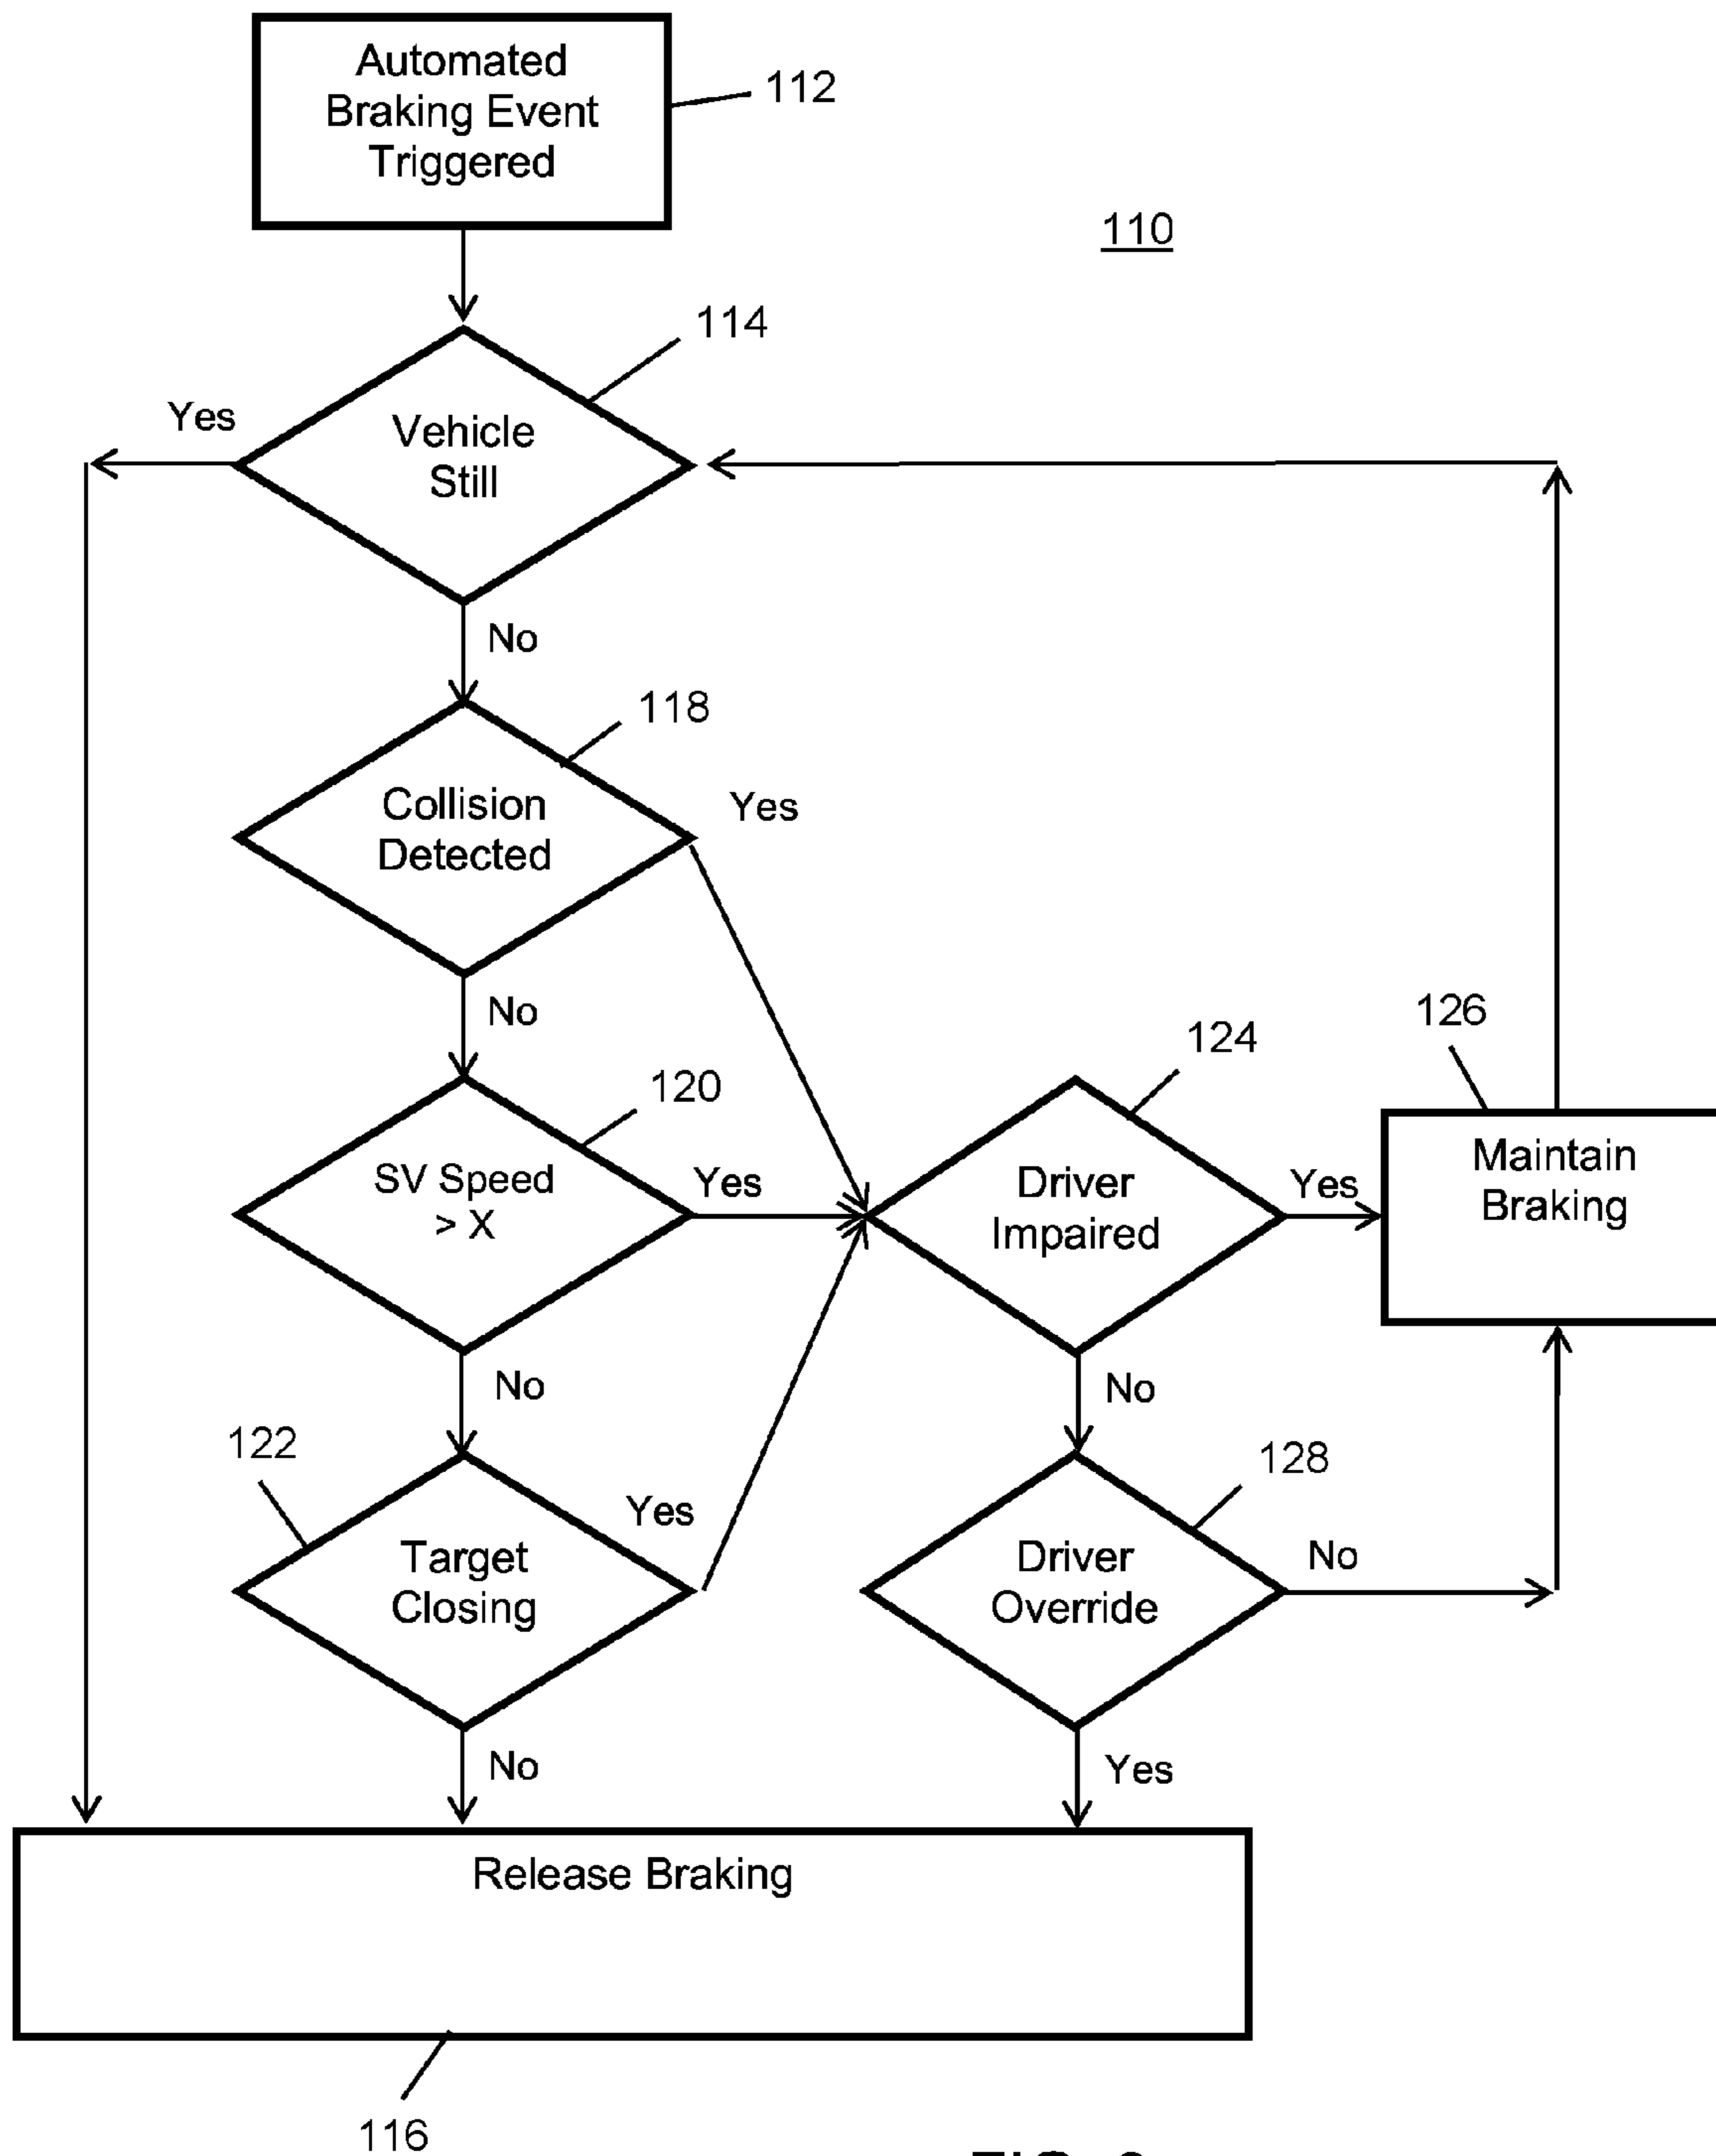 Automated
Braking Event
Triggered
112
110
114
Yes
Vehicle
Still
No
118
Collision
Detected
Yes
No
120
SV Speed
> X
Yes
124
Driver
Impaired
Yes
126
Maintain
Braking
No
No
122
Target
Closing
Yes
128
Driver
Override
No
No
Yes
Release Braking
116